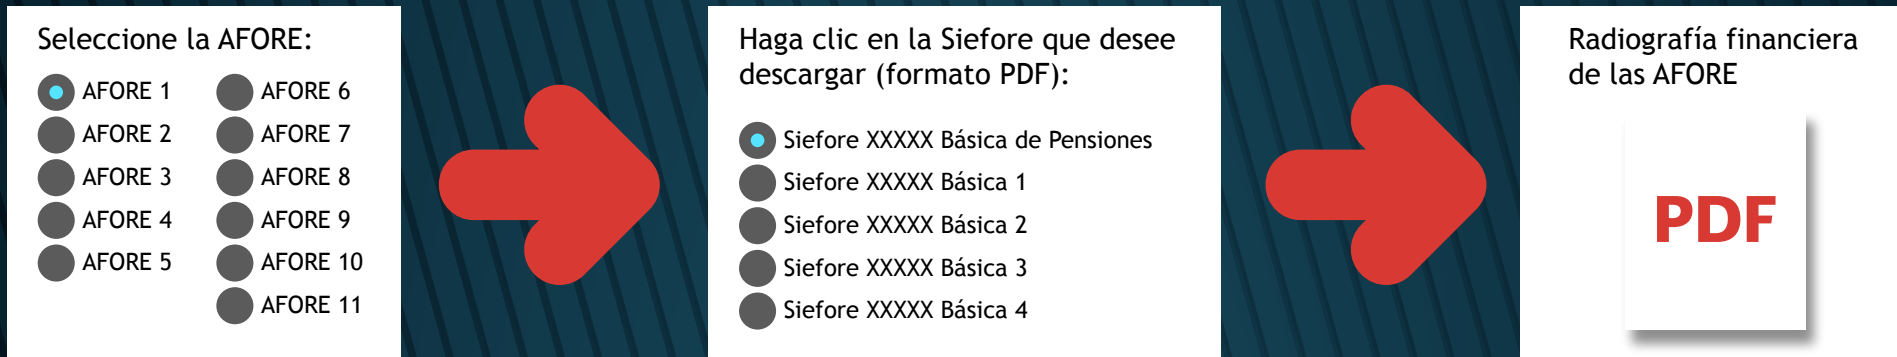 Seleccione la AFORE:
AFORE 1
AFORE 2
AFORE 3
AFORE 4
AFORE 5
AFORE 6
AFORE 7
AFORE 8
AFORE 9
AFORE 10
AFORE 11
Haga clic en la Siefore que desee
descargar (formato PDF):
Siefore XXXXX Básica de Pensiones
Siefore XXXXX Básica 1
Siefore XXXXX Básica 2
Siefore XXXXX Básica 3
Siefore XXXXX Básica 4
Radiografía financiera
de las AFORE
PDF